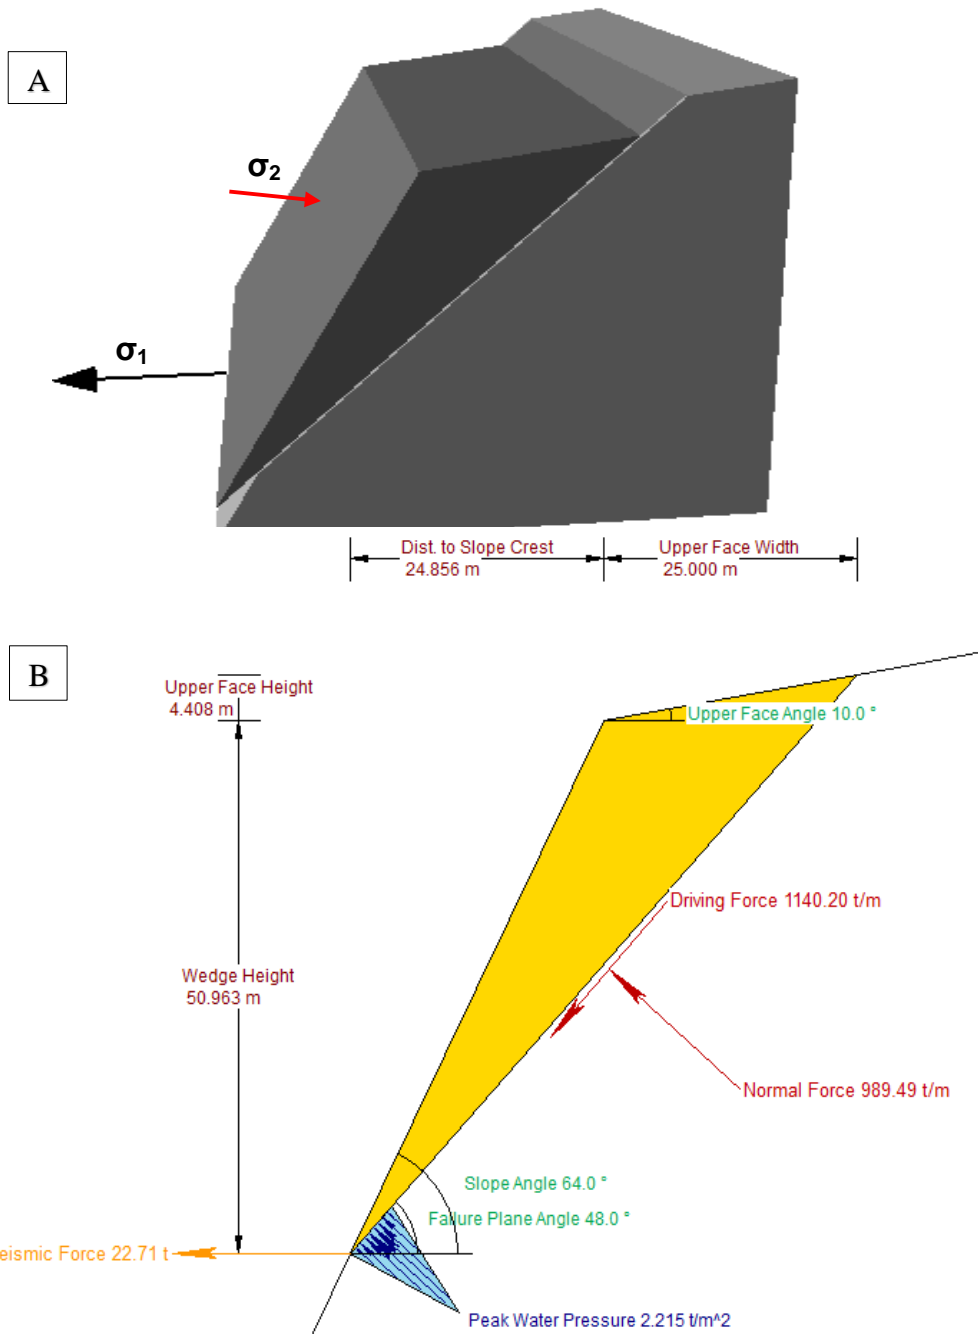 A
σ2
σ1
Dist. to Slope Crest
24.856 m
Upper Face Width
25.000 m
B
Upper Face Height
4.408 m
Upper Face Angle 10.0 °
Driving Force 1140.20 t/m
Wedge Height
50.963 m
Normal Force 989.49 t/m
Slope Angle 64.0 °
Failure Plane Angle 48.0 °
eismic Force 22.71 t
Peak Water Pressure 2.215 t/m^2